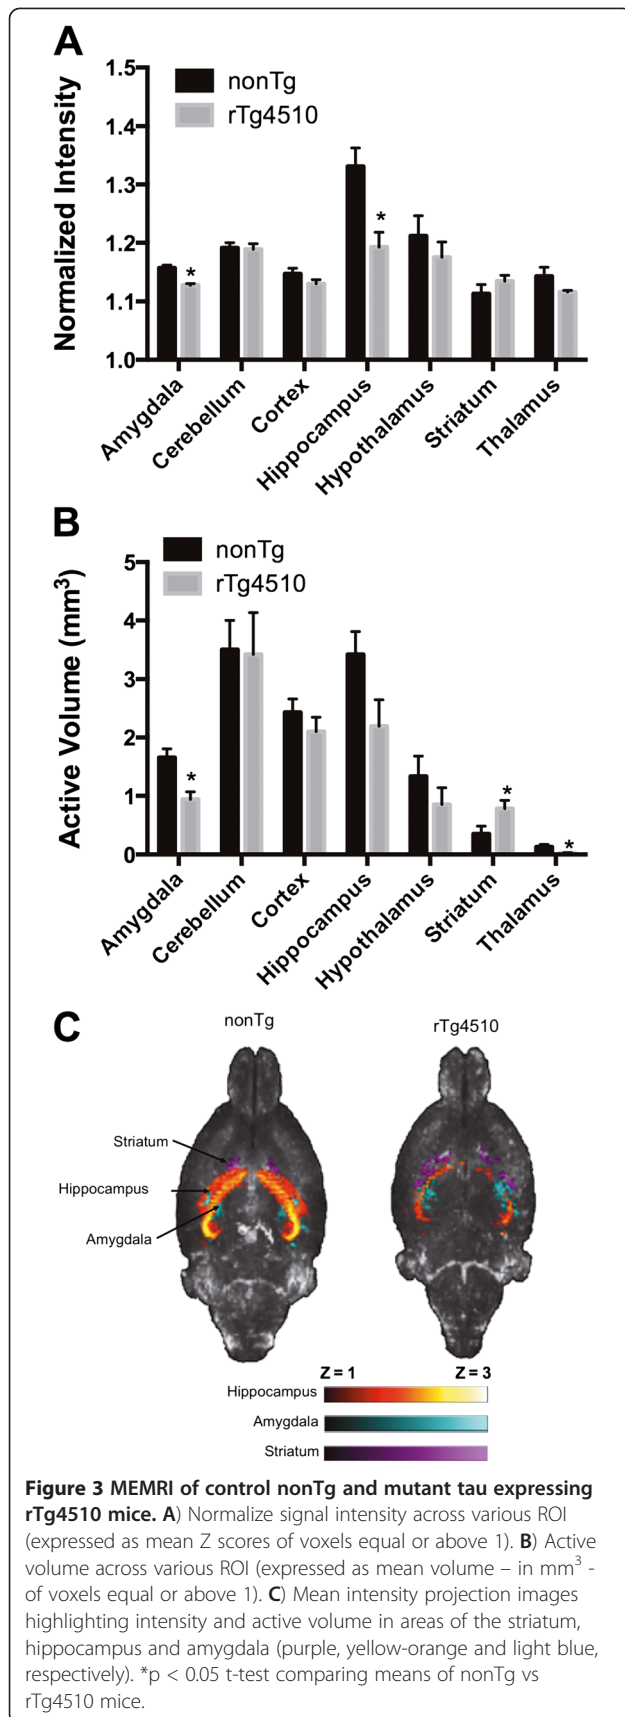 A
1.5
1.4
1.3
1.2
1.1
1.0
Normalized Intensity
nonTg
rTg4510
*
*
Amygdala
Cerebellum
Cortex
Hippocampus
Hypothalamus
Striatum
Thalamus
B
5
4
3
2
1
0
Active Volume (mm³)
nonTg
rTg4510
*
*
*
Amygdala
Cerebellum
Cortex
Hippocampus
Hypothalamus
Striatum
Thalamus
C
nonTg
rTg4510
Striatum
Hippocampus
Amygdala
Z = 1
Z = 3
Hippocampus
Amygdala
Striatum
Figure 3 MEMRI of control nonTg and mutant tau expressing
rTg4510 mice. A) Normalize signal intensity across various ROI
(expressed as mean Z scores of voxels equal or above 1). B) Active
volume across various ROI (expressed as mean volume – in mm³ -
of voxels equal or above 1). C) Mean intensity projection images
highlighting intensity and active volume in areas of the striatum,
hippocampus and amygdala (purple, yellow-orange and light blue,
respectively). *p < 0.05 t-test comparing means of nonTg vs
rTg4510 mice.